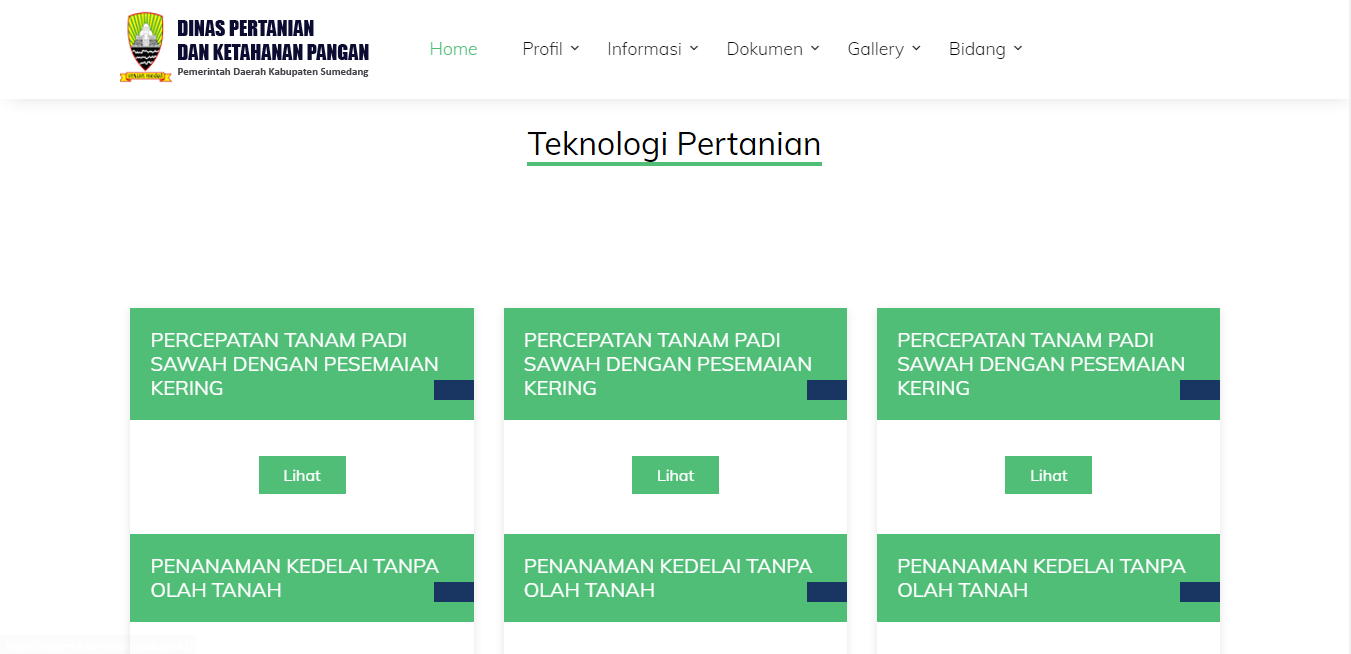 DINAS PERTANIAN
DAN KETAHANAN PANGAN
Pemerintah Daerah Kabupaten Sumedang
Home Profil Informasi Dokumen Gallery Bidang
Teknologi Pertanian
PERCEPATAN TANAM PADI
SAWAH DENGAN PESEMAIAN
KERING
Lihat
PERCEPATAN TANAM PADI
SAWAH DENGAN PESEMAIAN
KERING
Lihat
PERCEPATAN TANAM PADI
SAWAH DENGAN PESEMAIAN
KERING
Lihat
PENANAMAN KEDELAI TANPA
OLAH TANAH
PENANAMAN KEDELAI TANPA
OLAH TANAH
PENANAMAN KEDELAI TANPA
OLAH TANAH